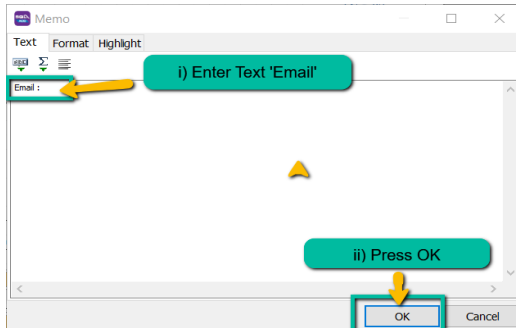 Memo
Text Format Highlight
i) Enter Text 'Email'
Email :
ii) Press OK
OK Cancel